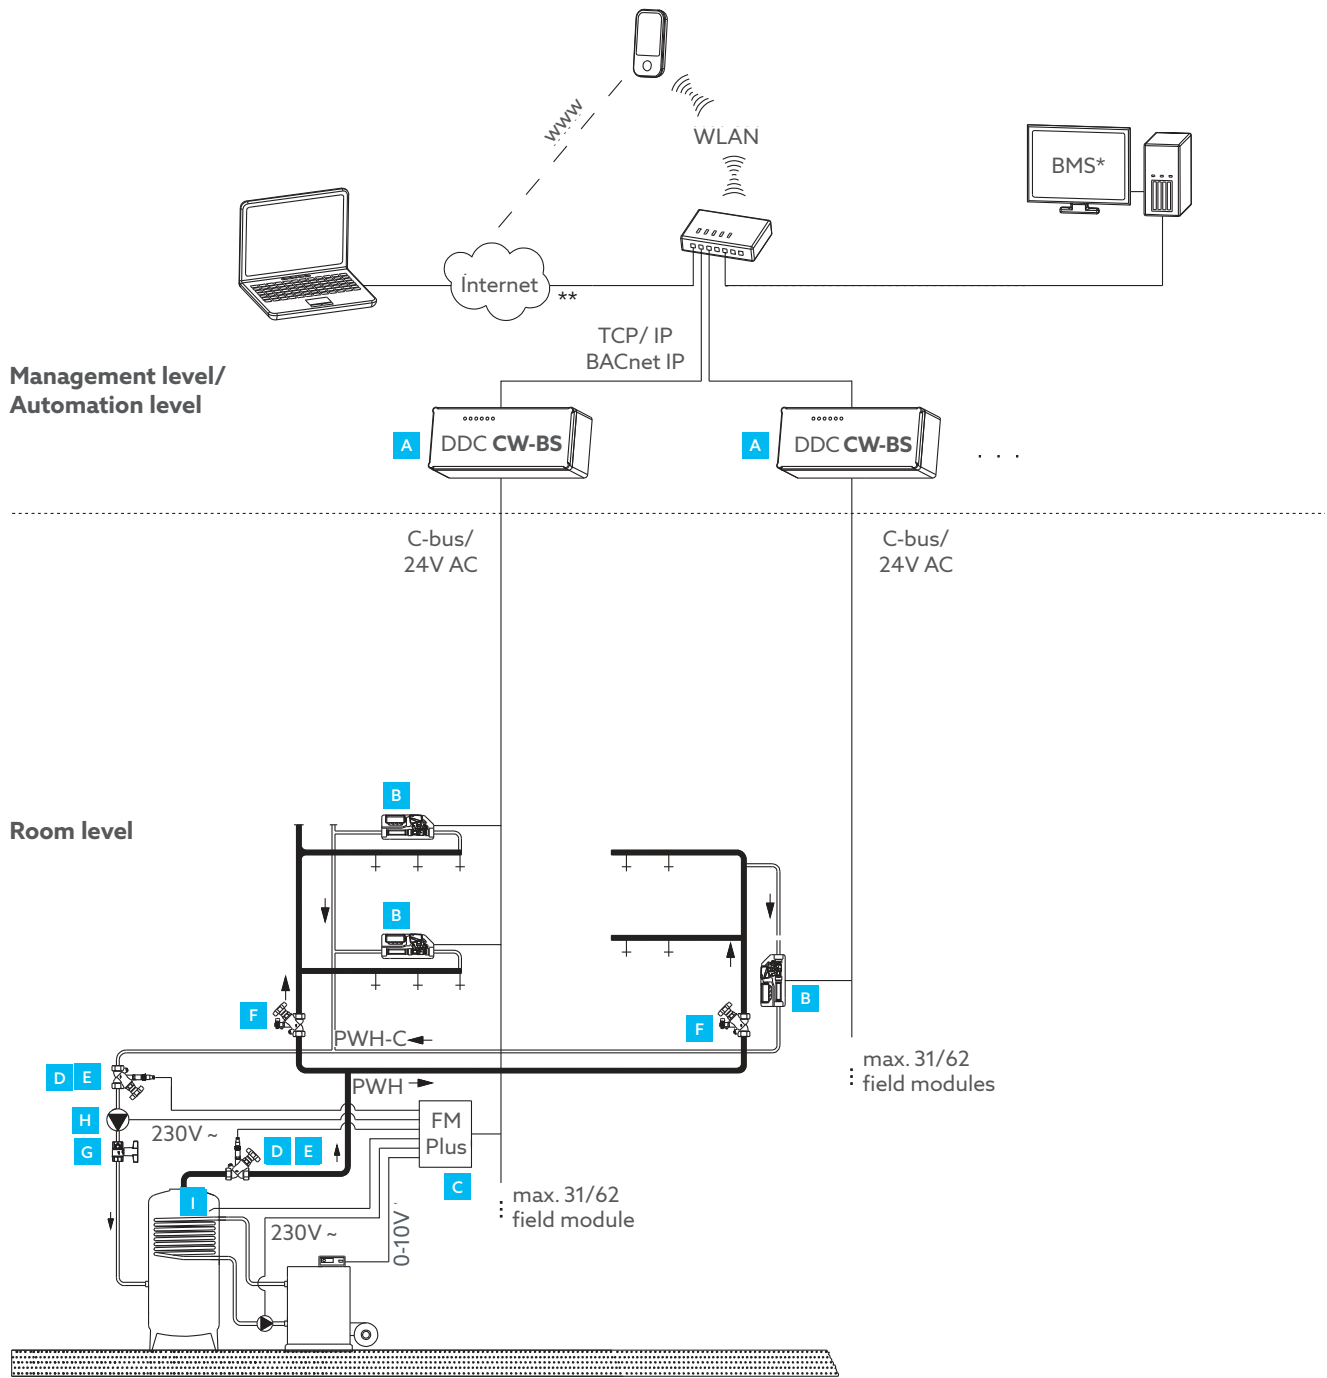 www
WLAN
BMS*
Internet
**
TCP/ IP
BACnet IP
Management level/
Automation level
A
DDC CW-BS
A
DDC CW-BS
. . .
C-bus/
24V AC
C-bus/
24V AC
B
Room level
B
F
F
B
PWH-C
max. 31/62
field modules
D E
PWH
H
230V ~
FM
Plus
G
D E
C
I
max. 31/62
field module
230V ~
0-10V